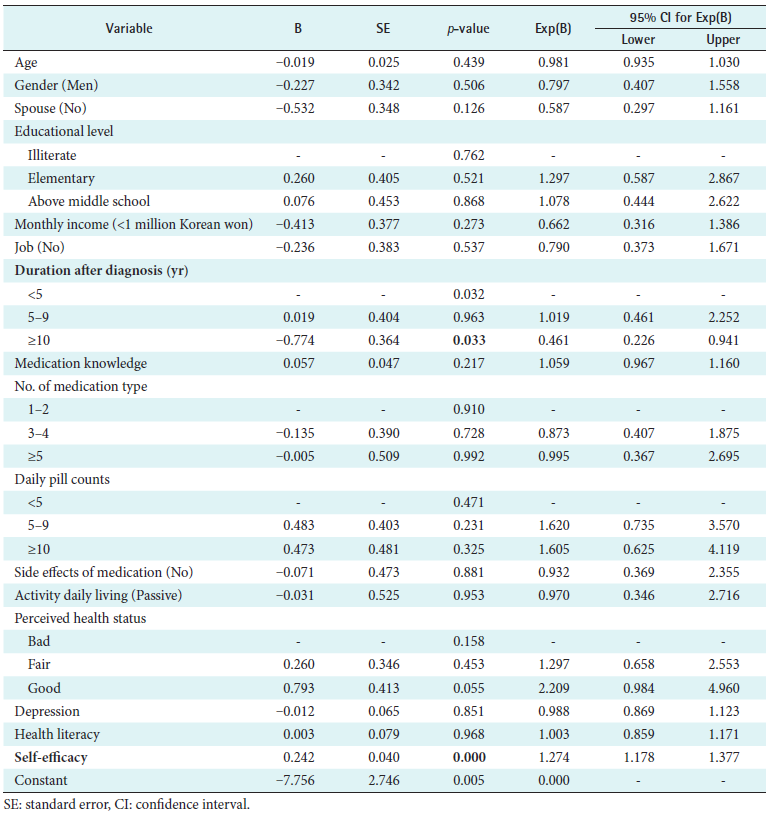 Variable B SE p-value Exp(B) 95% CI for Exp(B)
Lower Upper
Age −0.019 0.025 0.439 0.981 0.935 1.030
Gender (Men) −0.227 0.342 0.506 0.797 0.407 1.558
Spouse (No) −0.532 0.348 0.126 0.587 0.297 1.161
Educational level
Illiterate - - 0.762 - - -
Elementary 0.260 0.405 0.521 1.297 0.587 2.867
Above middle school 0.076 0.453 0.868 1.078 0.444 2.622
Monthly income (<1 million Korean won) −0.413 0.377 0.273 0.662 0.316 1.386
Job (No) −0.236 0.383 0.537 0.790 0.373 1.671
Duration after diagnosis (yr)
<5 - - 0.032 - - -
5–9 0.019 0.404 0.963 1.019 0.461 2.252
≥10 −0.774 0.364 0.033 0.461 0.226 0.941
Medication knowledge 0.057 0.047 0.217 1.059 0.967 1.160
No. of medication type
1–2 - - 0.910 - - -
3–4 −0.135 0.390 0.728 0.873 0.407 1.875
≥5 −0.005 0.509 0.992 0.995 0.367 2.695
Daily pill counts
<5 - - 0.471 - - -
5–9 0.483 0.403 0.231 1.620 0.735 3.570
≥10 0.473 0.481 0.325 1.605 0.625 4.119
Side effects of medication (No) −0.071 0.473 0.881 0.932 0.369 2.355
Activity daily living (Passive) −0.031 0.525 0.953 0.970 0.346 2.716
Perceived health status
Bad - - 0.158 - - -
Fair 0.260 0.346 0.453 1.297 0.658 2.553
Good 0.793 0.413 0.055 2.209 0.984 4.960
Depression −0.012 0.065 0.851 0.988 0.869 1.123
Health literacy 0.003 0.079 0.968 1.003 0.859 1.171
Self-efficacy 0.242 0.040 0.000 1.274 1.178 1.377
Constant −7.756 2.746 0.005 0.000 - -
SE: standard error, CI: confidence interval.